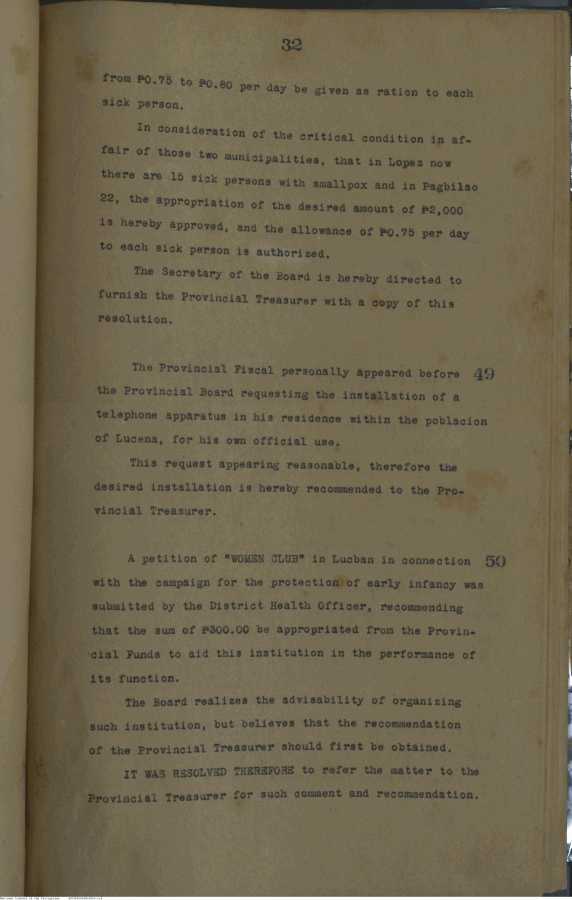 32
from ₱0.75 to ₱0.80 per day be given as ration to each
sick person.
In consideration of the critical condition in af-
fair of those two municipalities, that in Lopez now
there are 15 sick persons with smallpox and in Pagbilao
22, the appropriation of the desired amount of ₱2,000
is hereby approved, and the allowance of ₱0.75 per day
to each sick person is authorized.
The Secretary of the Board is hereby directed to
furnish the Provincial Treasurer with a copy of this
resolution.
The Provincial Fiscal personally appeared before 49
the Provincial Board requesting the installation of a
telephone apparatus in his residence within the poblacion
of Lucena, for his own official use.
This request appearing reasonable, therefore the
desired installation is hereby recommended to the Pro-
vincial Treasurer.
A petition of "WOMEN CLUB" in Lucban in connection 50
with the campaign for the protection of early infancy was
submitted by the District Health Officer, recommending
that the sum of ₱300.00 be appropriated from the Provin-
cial Funds to aid this institution in the performance of
its function.
The Board realizes the advisability of organizing
such institution, but believes that the recommendation
of the Provincial Treasurer should first be obtained.
IT WAS RESOLVED THEREFORE to refer the matter to the
Provincial Treasurer for such comment and recommendation.
National Library of the Philippines